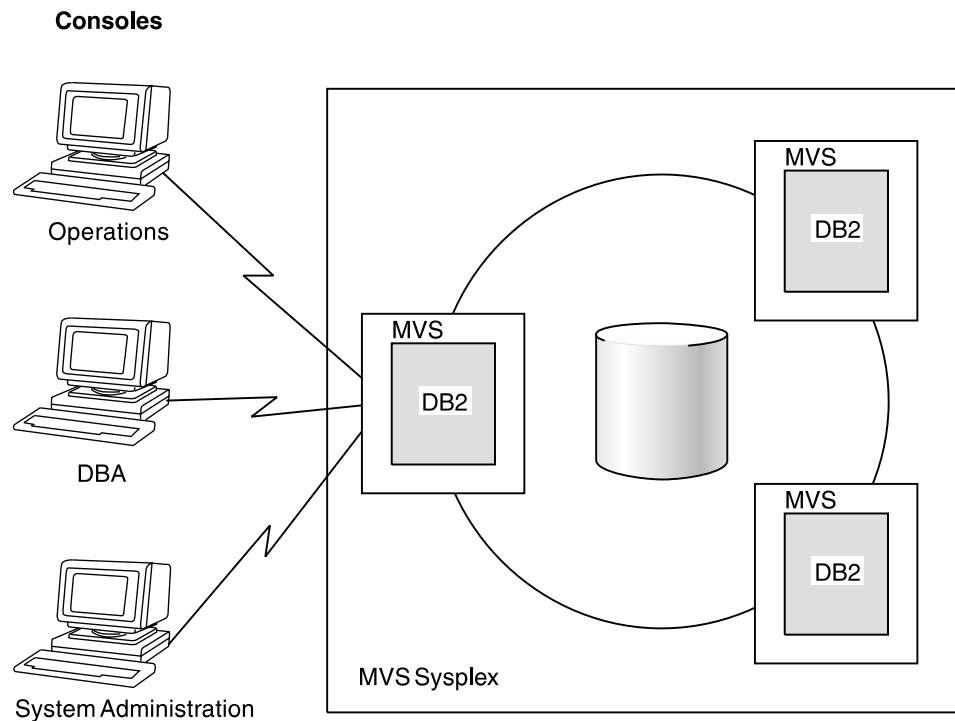 Consoles
Operations
DBA
System Administration
MVS
DB2
MVS
DB2
MVS
DB2
MVS Sysplex